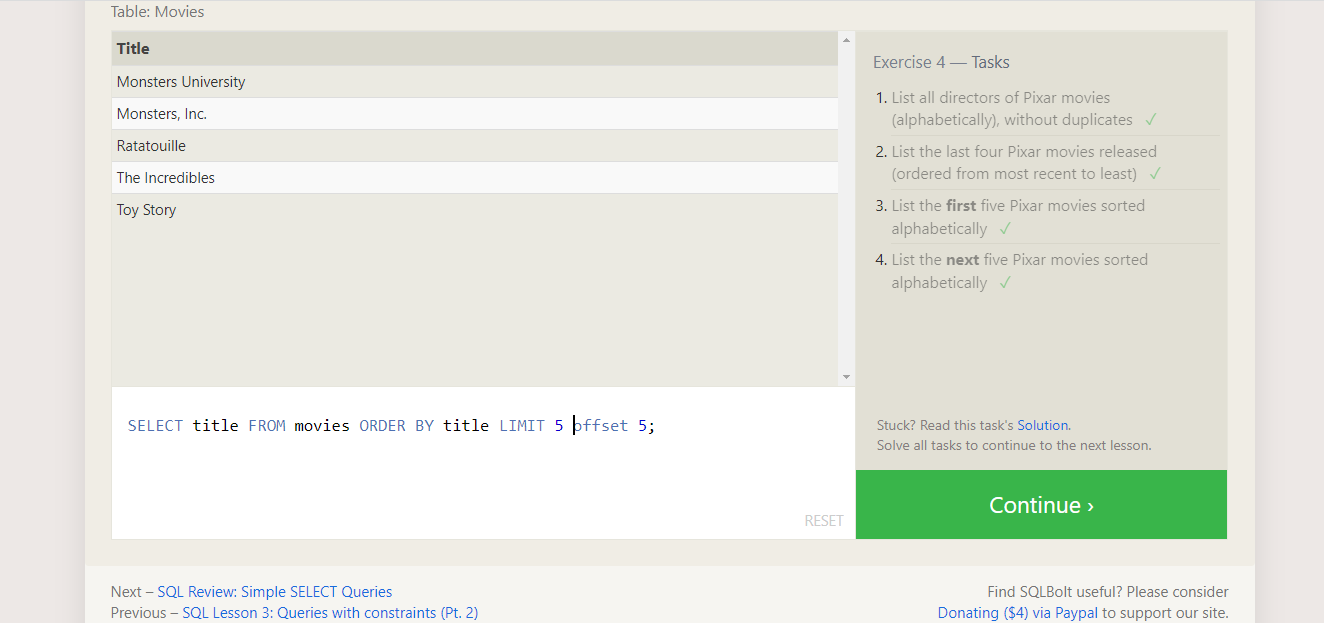 Table: Movies
Title
Monsters University
Monsters, Inc.
Ratatouille
The Incredibles
Toy Story
SELECT title FROM movies ORDER BY title LIMIT 5 offset 5;
RESET
Exercise 4 — Tasks
1. List all directors of Pixar movies
(alphabetically), without duplicates ✓
2. List the last four Pixar movies released
(ordered from most recent to least) ✓
3. List the first five Pixar movies sorted
alphabetically ✓
4. List the next five Pixar movies sorted
alphabetically ✓
Stuck? Read this task's Solution.
Solve all tasks to continue to the next lesson.
Continue ›
Next – SQL Review: Simple SELECT Queries
Previous – SQL Lesson 3: Queries with constraints (Pt. 2)
Find SQLBolt useful? Please consider
Donating ($4) via Paypal to support our site.